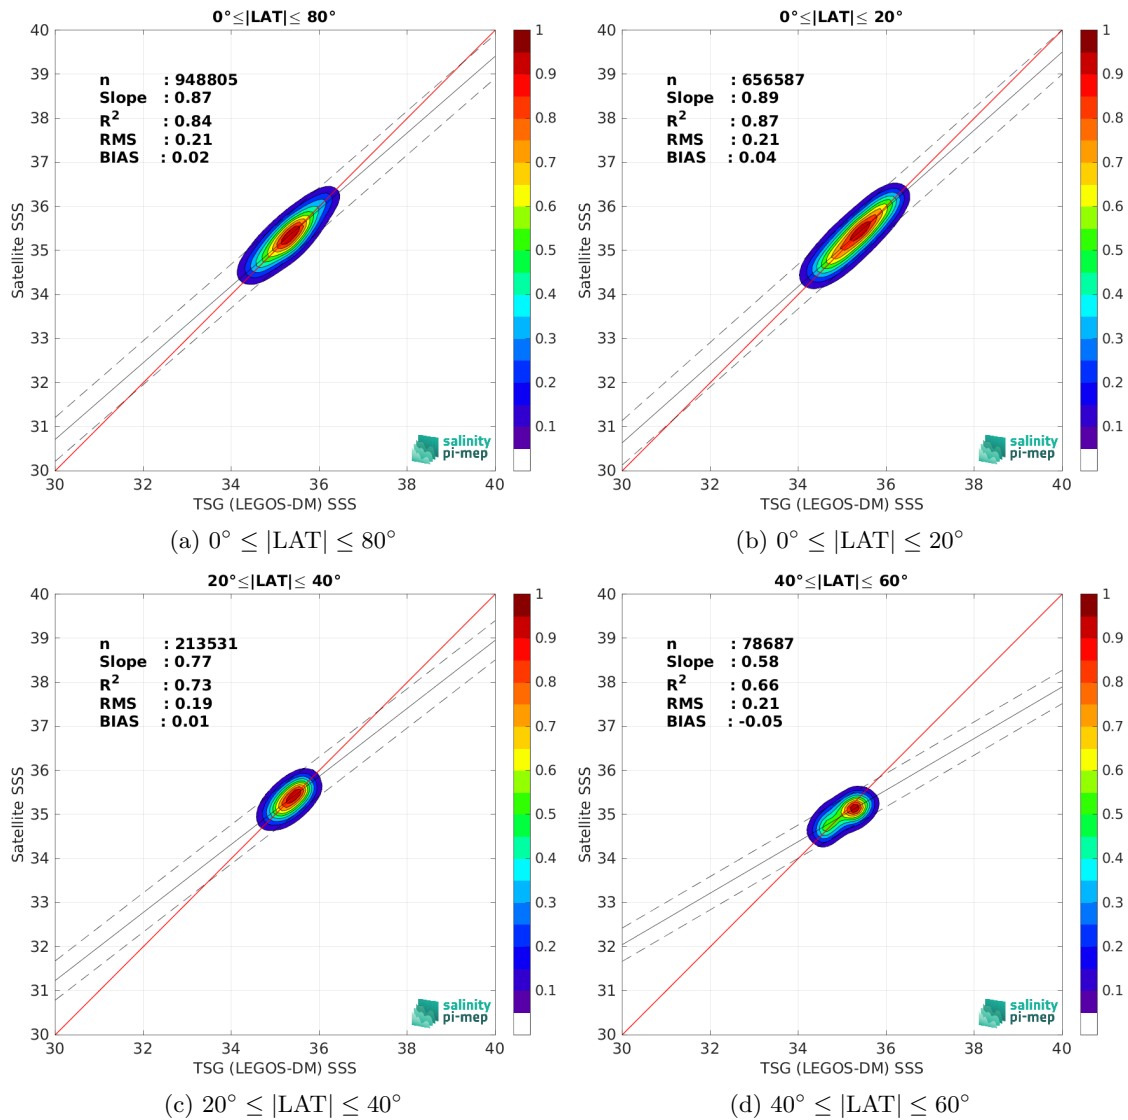 0°≤|LAT|≤ 80°
n : 948805
Slope : 0.87
R² : 0.84
RMS : 0.21
BIAS : 0.02
40
39
38
37
36
35
34
33
32
31
30
Satellite SSS
30 32 34 36 38 40
TSG (LEGOS-DM) SSS
1
0.9
0.8
0.7
0.6
0.5
0.4
0.3
0.2
0.1
salinity
pi-mep
(a) 0° ≤ |LAT| ≤ 80°
0°≤|LAT|≤ 20°
n : 656587
Slope : 0.89
R² : 0.87
RMS : 0.21
BIAS : 0.04
40
39
38
37
36
35
34
33
32
31
30
Satellite SSS
30 32 34 36 38 40
TSG (LEGOS-DM) SSS
1
0.9
0.8
0.7
0.6
0.5
0.4
0.3
0.2
0.1
salinity
pi-mep
(b) 0° ≤ |LAT| ≤ 20°
20°≤|LAT|≤ 40°
n : 213531
Slope : 0.77
R² : 0.73
RMS : 0.19
BIAS : 0.01
40
39
38
37
36
35
34
33
32
31
30
Satellite SSS
30 32 34 36 38 40
TSG (LEGOS-DM) SSS
1
0.9
0.8
0.7
0.6
0.5
0.4
0.3
0.2
0.1
salinity
pi-mep
(c) 20° ≤ |LAT| ≤ 40°
40°≤|LAT|≤ 60°
n : 78687
Slope : 0.58
R² : 0.66
RMS : 0.21
BIAS : -0.05
40
39
38
37
36
35
34
33
32
31
30
Satellite SSS
30 32 34 36 38 40
TSG (LEGOS-DM) SSS
1
0.9
0.8
0.7
0.6
0.5
0.4
0.3
0.2
0.1
salinity
pi-mep
(d) 40° ≤ |LAT| ≤ 60°